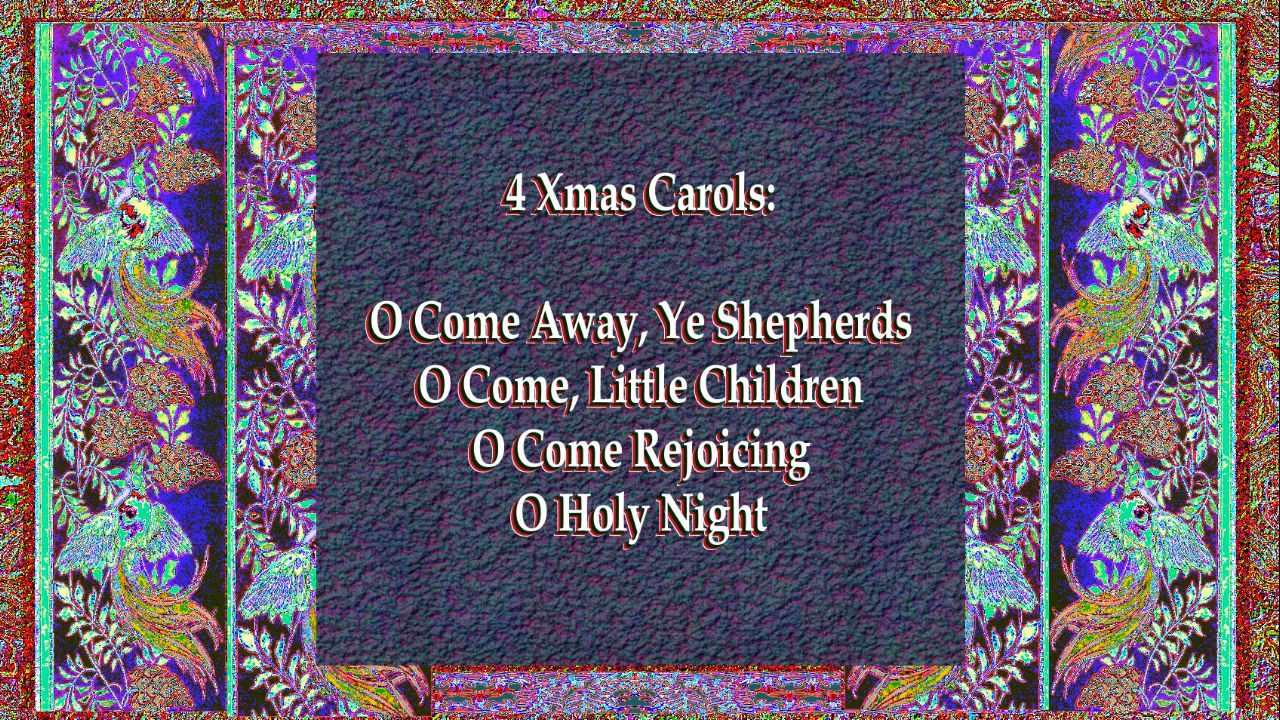 4 Xmas Carols:
O Come Away, Ye Shepherds
O Come, Little Children
O Come Rejoicing
O Holy Night